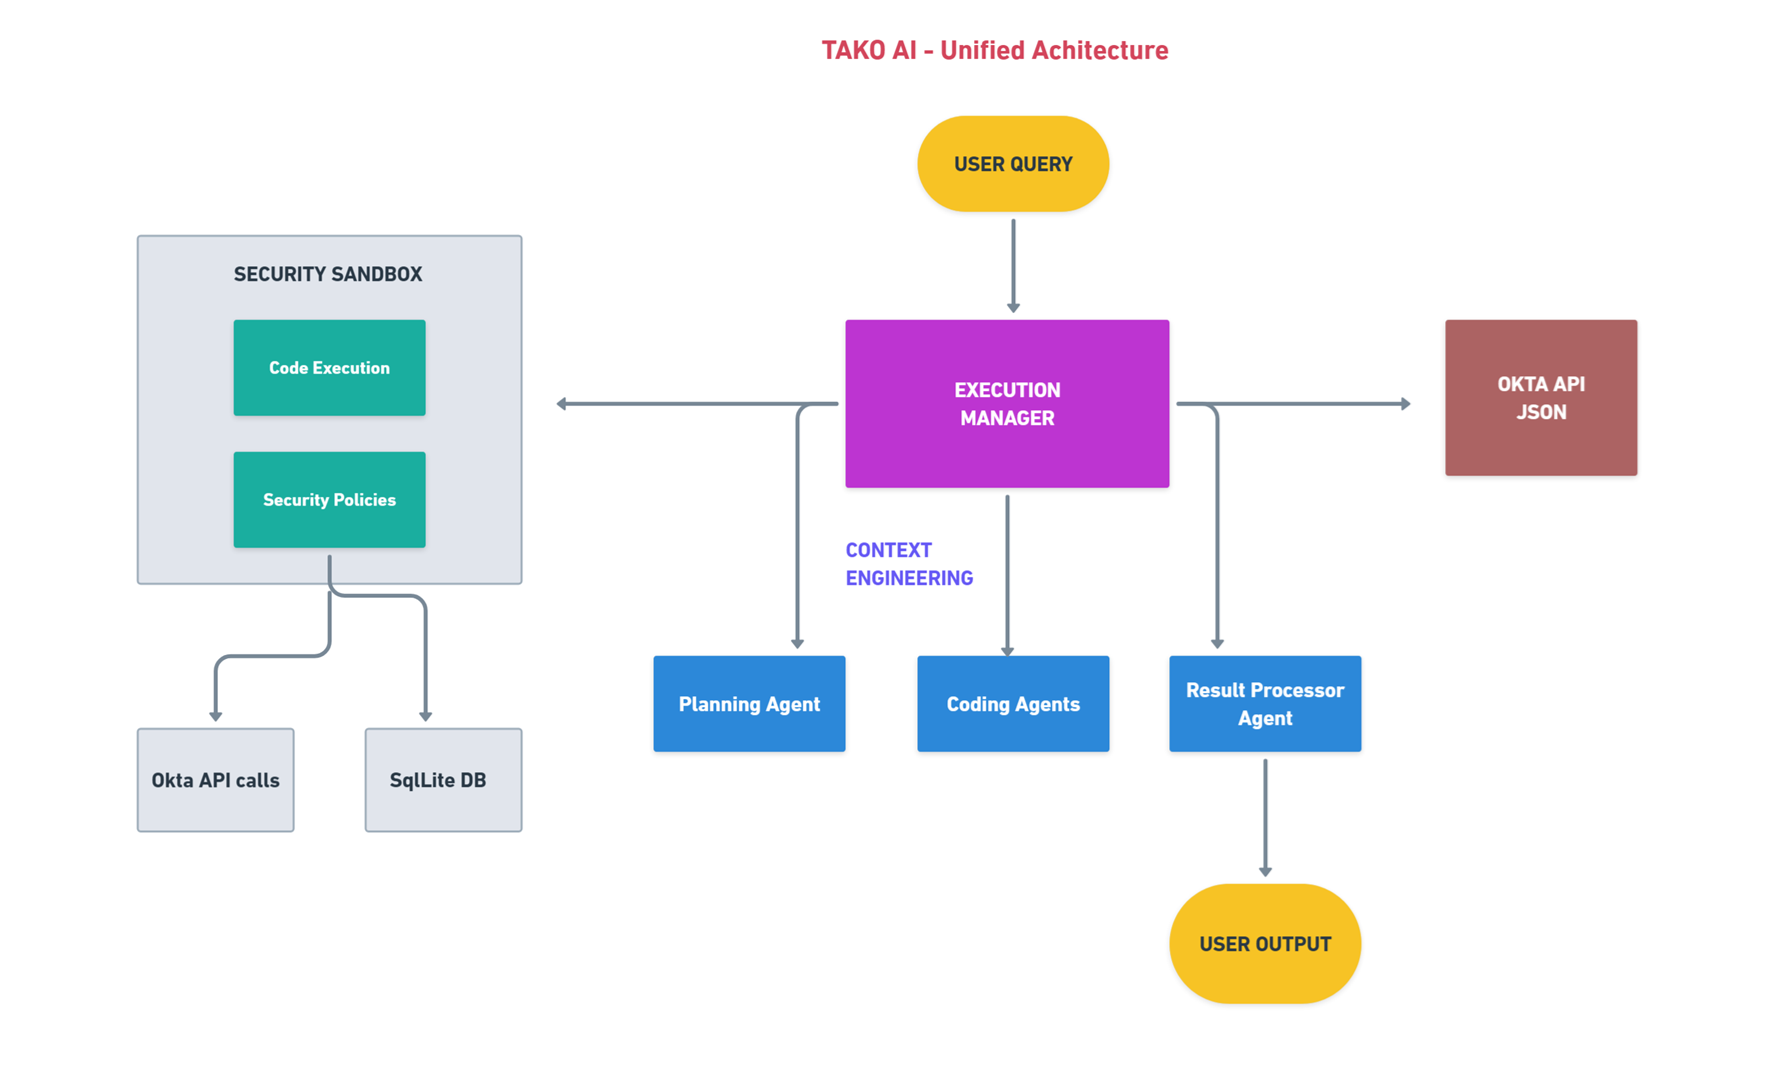 TAKO AI - Unified Achitecture
USER QUERY
SECURITY SANDBOX
Code Execution
Security Policies
EXECUTION
MANAGER
OKTA API
JSON
CONTEXT
ENGINEERING
Planning Agent
Coding Agents
Result Processor
Agent
Okta API calls
SqlLite DB
USER OUTPUT